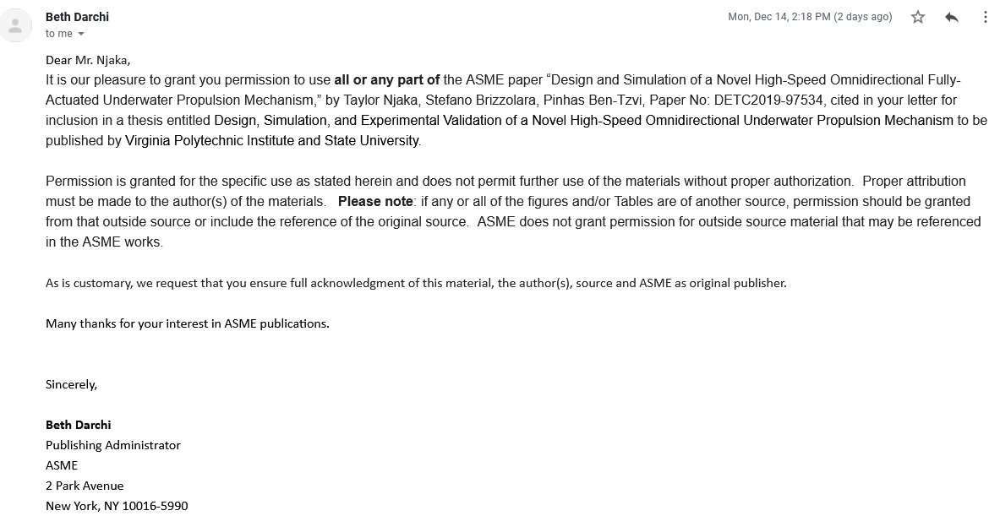 Beth Darchi
Mon, Dec 14, 2:18 PM (2 days ago)
to me
Dear Mr. Njaka,
It is our pleasure to grant you permission to use all or any part of the ASME paper “Design and Simulation of a Novel High-Speed Omnidirectional Fully-
Actuated Underwater Propulsion Mechanism,” by Taylor Njaka, Stefano Brizzolara, Pinhas Ben-Tzvi, Paper No: DETC2019-97534, cited in your letter for
inclusion in a thesis entitled Design, Simulation, and Experimental Validation of a Novel High-Speed Omnidirectional Underwater Propulsion Mechanism to be
published by Virginia Polytechnic Institute and State University.
Permission is granted for the specific use as stated herein and does not permit further use of the materials without proper authorization. Proper attribution
must be made to the author(s) of the materials. Please note: if any or all of the figures and/or Tables are of another source, permission should be granted
from that outside source or include the reference of the original source. ASME does not grant permission for outside source material that may be referenced
in the ASME works.
As is customary, we request that you ensure full acknowledgment of this material, the author(s), source and ASME as original publisher.
Many thanks for your interest in ASME publications.
Sincerely,
Beth Darchi
Publishing Administrator
ASME
2 Park Avenue
New York, NY 10016-5990